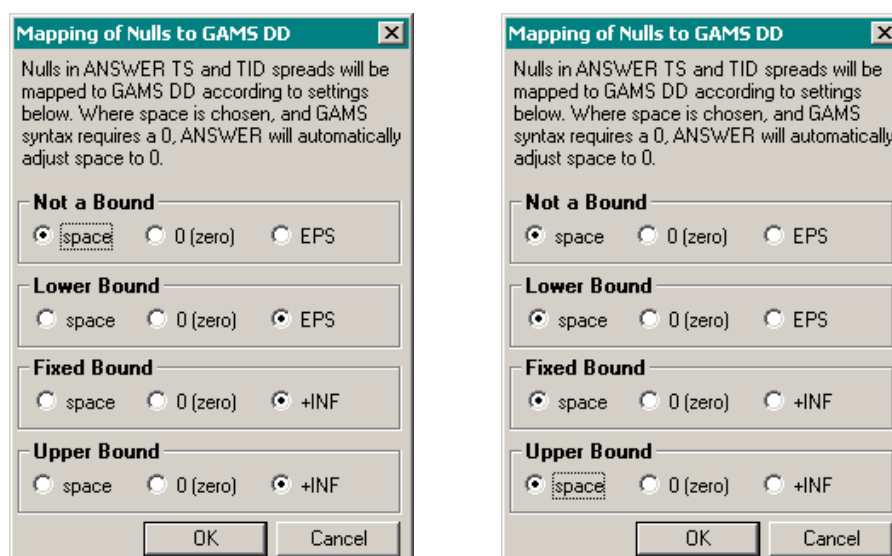 Mapping of Nulls to GAMS DD
Nulls in ANSWER TS and TID spreads will be
mapped to GAMS DD according to settings
below. Where space is chosen, and GAMS
syntax requires a 0, ANSWER will automatically
adjust space to 0.
Not a Bound
space 0 (zero) EPS
Lower Bound
space 0 (zero) EPS
Fixed Bound
space 0 (zero) +INF
Upper Bound
space 0 (zero) +INF
OK Cancel
Mapping of Nulls to GAMS DD
Nulls in ANSWER TS and TID spreads will be
mapped to GAMS DD according to settings
below. Where space is chosen, and GAMS
syntax requires a 0, ANSWER will automatically
adjust space to 0.
Not a Bound
space 0 (zero) EPS
Lower Bound
space 0 (zero) EPS
Fixed Bound
space 0 (zero) +INF
Upper Bound
space 0 (zero) +INF
OK Cancel